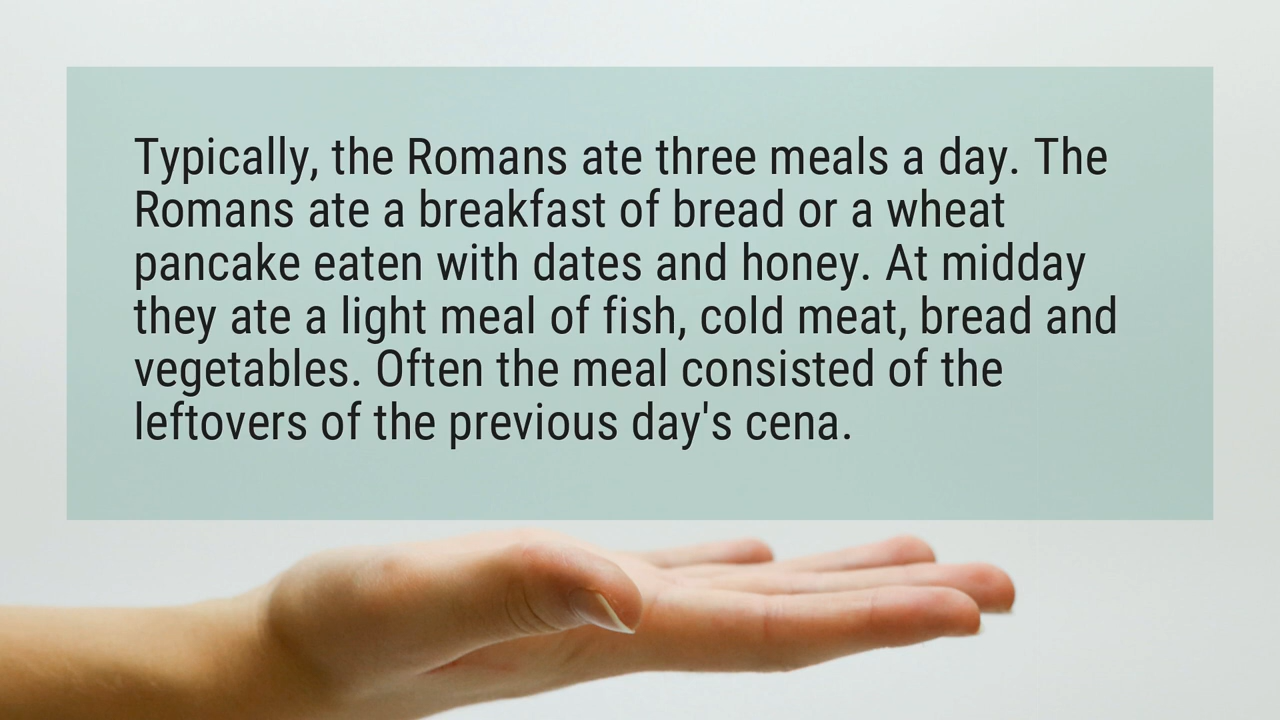 Typically, the Romans ate three meals a day. The
Romans ate a breakfast of bread or a wheat
pancake eaten with dates and honey. At midday
they ate a light meal of fish, cold meat, bread and
vegetables. Often the meal consisted of the
leftovers of the previous day's cena.